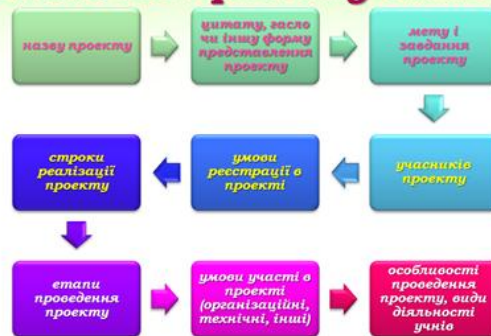 назву проекту
цитату, гасло
чи іншу форму
представлення
проекту
мету і
завдання
проекту
учасників
проекту
умови
реєстрації в
проекті
строки
реалізації
проекту
етапи
проведення
проекту
умови участі в
проекті
(організаційні,
технічні, інші)
особливості
проведення
проекту, види
діяльності
учнів